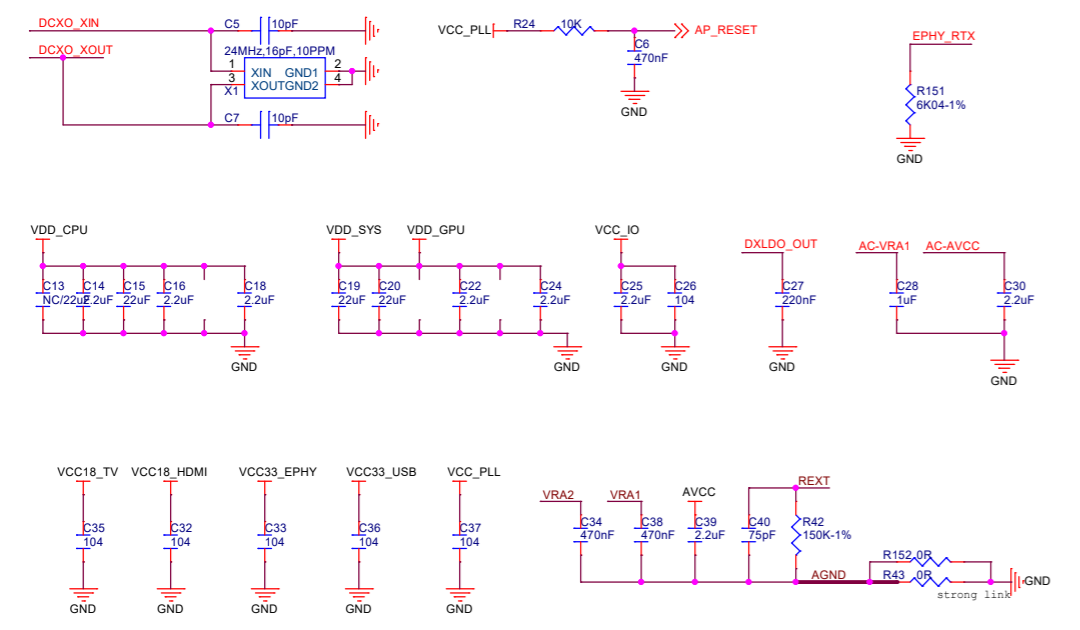 DCXO_XIN
C5 10pF
DCXO_XOUT
24MHz,16pF,10PPM
1 XIN GND1 2
3 XOUTGND2 4
X1
C7 10pF
VCC_PLL R24 10K AP_RESET
C6
470nF
GND
EPHY_RTX
R151
6K04-1%
GND
VDD_CPU
C13 C14 C15 C16 C18
NC/22uF 2.2uF 22uF 2.2uF 2.2uF
GND
VDD_SYS VDD_GPU
C19 C20 C22 C24
22uF 22uF 2.2uF 2.2uF
GND
VCC_IO
C25 C26
2.2uF 104
GND
DXLDO_OUT
C27
220nF
GND
AC-VRA1 AC-AVCC
C28 C30
1uF 2.2uF
GND
VCC18_TV VCC18_HDMI VCC33_EPHY VCC33_USB VCC_PLL
C35 C32 C33 C36 C37
104 104 104 104 104
GND GND GND GND GND
VRA2 VRA1 AVCC REXT
C34 C38 C39 C40 R42
470nF 470nF 2.2uF 75pF 150K-1%
R152 0R
AGND R43 0R GND
strong link